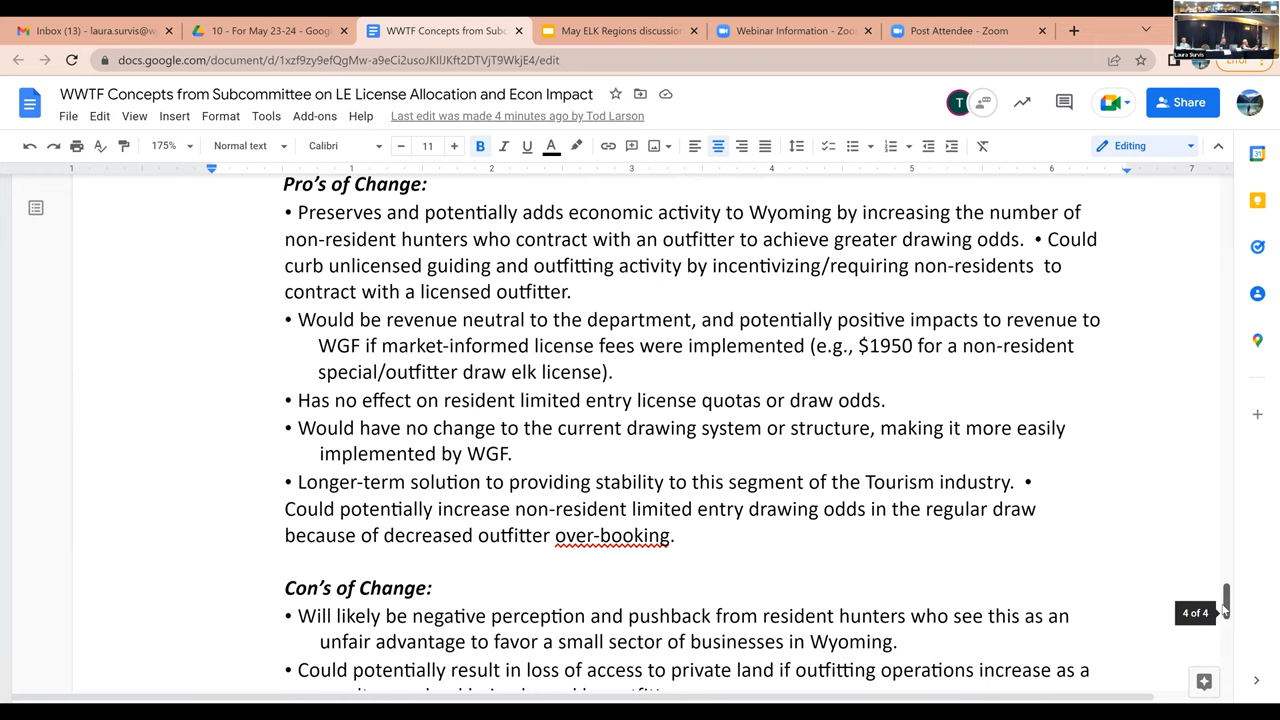 Inbox (13) - laura.survis@w
10 - For May 23-24 - Google
WWTF Concepts from Subc
May ELK Regions discussio
Webinar Information - Zoo
Post Attendee - Zoom
docs.google.com/document/d/1xzf9zy9efQgMw-a9eCi2usoJKIUKft2D1OjT9WkjE4/edit
Laura Survis
WWTF Concepts from Subcommittee on LE License Allocation and Econ Impact
T
Share
File Edit View Insert Format Tools Add-ons Help Last edit was made 4 minutes ago by Tod Larson
175% Normal text Calibri 11 B I U A Editing
1 1 2 3 4 5 6 7
Pro's of Change:
• Preserves and potentially adds economic activity to Wyoming by increasing the number of
non-resident hunters who contract with an outfitter to achieve greater drawing odds. • Could
curb unlicensed guiding and outfitting activity by incentivizing/requiring non-residents to
contract with a licensed outfitter.
• Would be revenue neutral to the department, and potentially positive impacts to revenue to
WGF if market-informed license fees were implemented (e.g., $1950 for a non-resident
special/outfitter draw elk license).
• Has no effect on resident limited entry license quotas or draw odds.
• Would have no change to the current drawing system or structure, making it more easily
implemented by WGF.
• Longer-term solution to providing stability to this segment of the Tourism industry. •
Could potentially increase non-resident limited entry drawing odds in the regular draw
because of decreased outfitter over-booking.
Con's of Change:
• Will likely be negative perception and pushback from resident hunters who see this as an
4 of 4
unfair advantage to favor a small sector of businesses in Wyoming.
• Could potentially result in loss of access to private land if outfitting operations increase as a